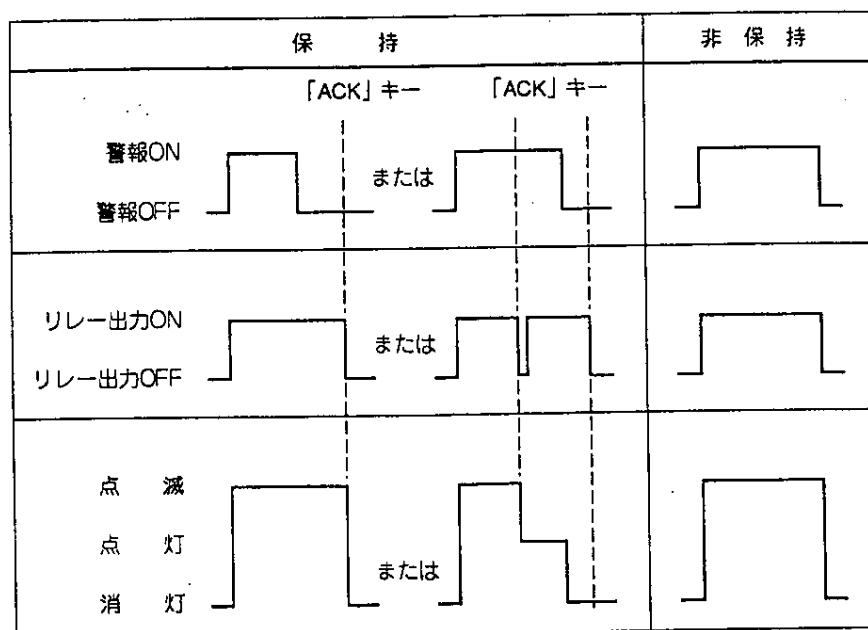 保 持
非 保 持
「ACK」キー 「ACK」キー
警報ON
または
警報OFF
リレー出力ON
または
リレー出力OFF
点 滅
点 灯
または
消 灯